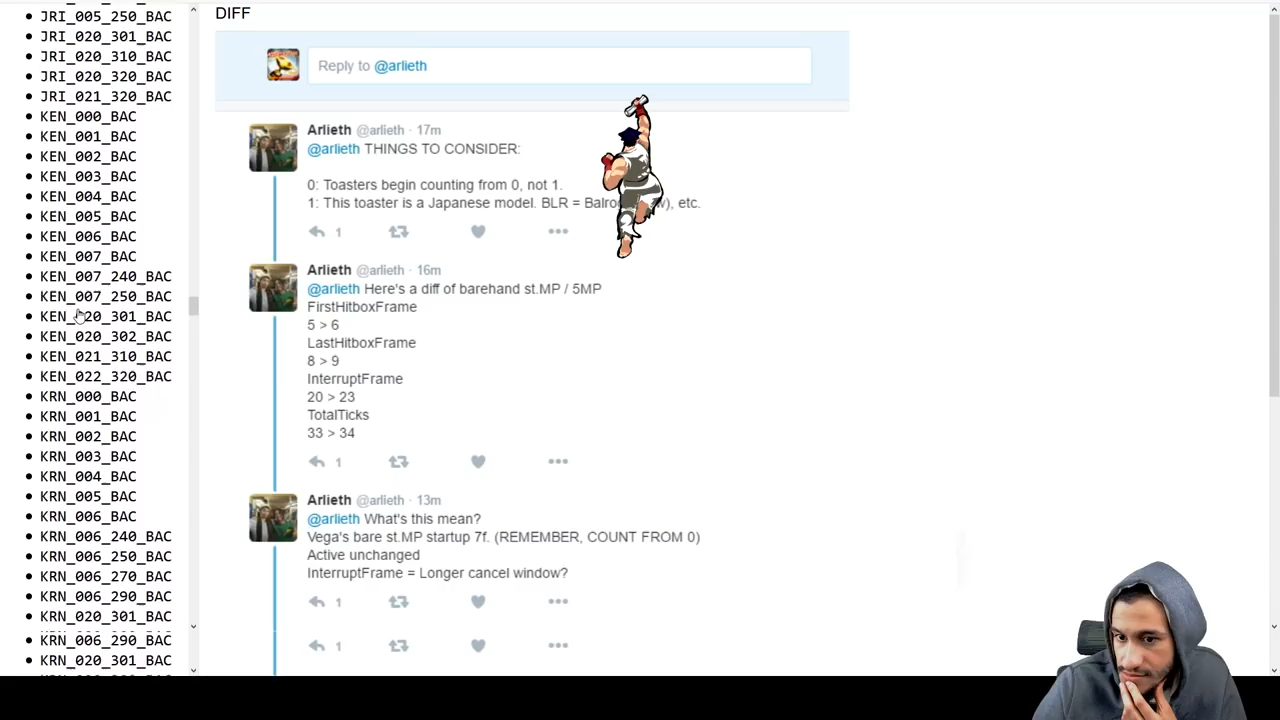 JRI_005_250_BAC
JRI_020_301_BAC
JRI_020_310_BAC
JRI_020_320_BAC
JRI_021_320_BAC
KEN_000_BAC
KEN_001_BAC
KEN_002_BAC
KEN_003_BAC
KEN_004_BAC
KEN_005_BAC
KEN_006_BAC
KEN_007_BAC
KEN_007_240_BAC
KEN_007_250_BAC
KEN_020_301_BAC
KEN_020_302_BAC
KEN_021_310_BAC
KEN_022_320_BAC
KRN_000_BAC
KRN_001_BAC
KRN_002_BAC
KRN_003_BAC
KRN_004_BAC
KRN_005_BAC
KRN_006_BAC
KRN_006_240_BAC
KRN_006_250_BAC
KRN_006_270_BAC
KRN_006_290_BAC
KRN_020_301_BAC
KRN_006_290_BAC
KRN_020_301_BAC
DIFF
Reply to @arlieth
Arlieth @arlieth · 17m
@arlieth THINGS TO CONSIDER:
0: Toasters begin counting from 0, not 1.
1: This toaster is a Japanese model. BLR = etc.
1
Arlieth @arlieth · 16m
@arlieth Here's a diff of barehand st.MP / 5MP
FirstHitboxFrame
5 > 6
LastHitboxFrame
8 > 9
InterruptFrame
20 > 23
TotalTicks
33 > 34
1
Arlieth @arlieth · 13m
@arlieth What's this mean?
Vega's bare st.MP startup 7f. (REMEMBER, COUNT FROM 0)
Active unchanged
InterruptFrame = Longer cancel window?
1
1